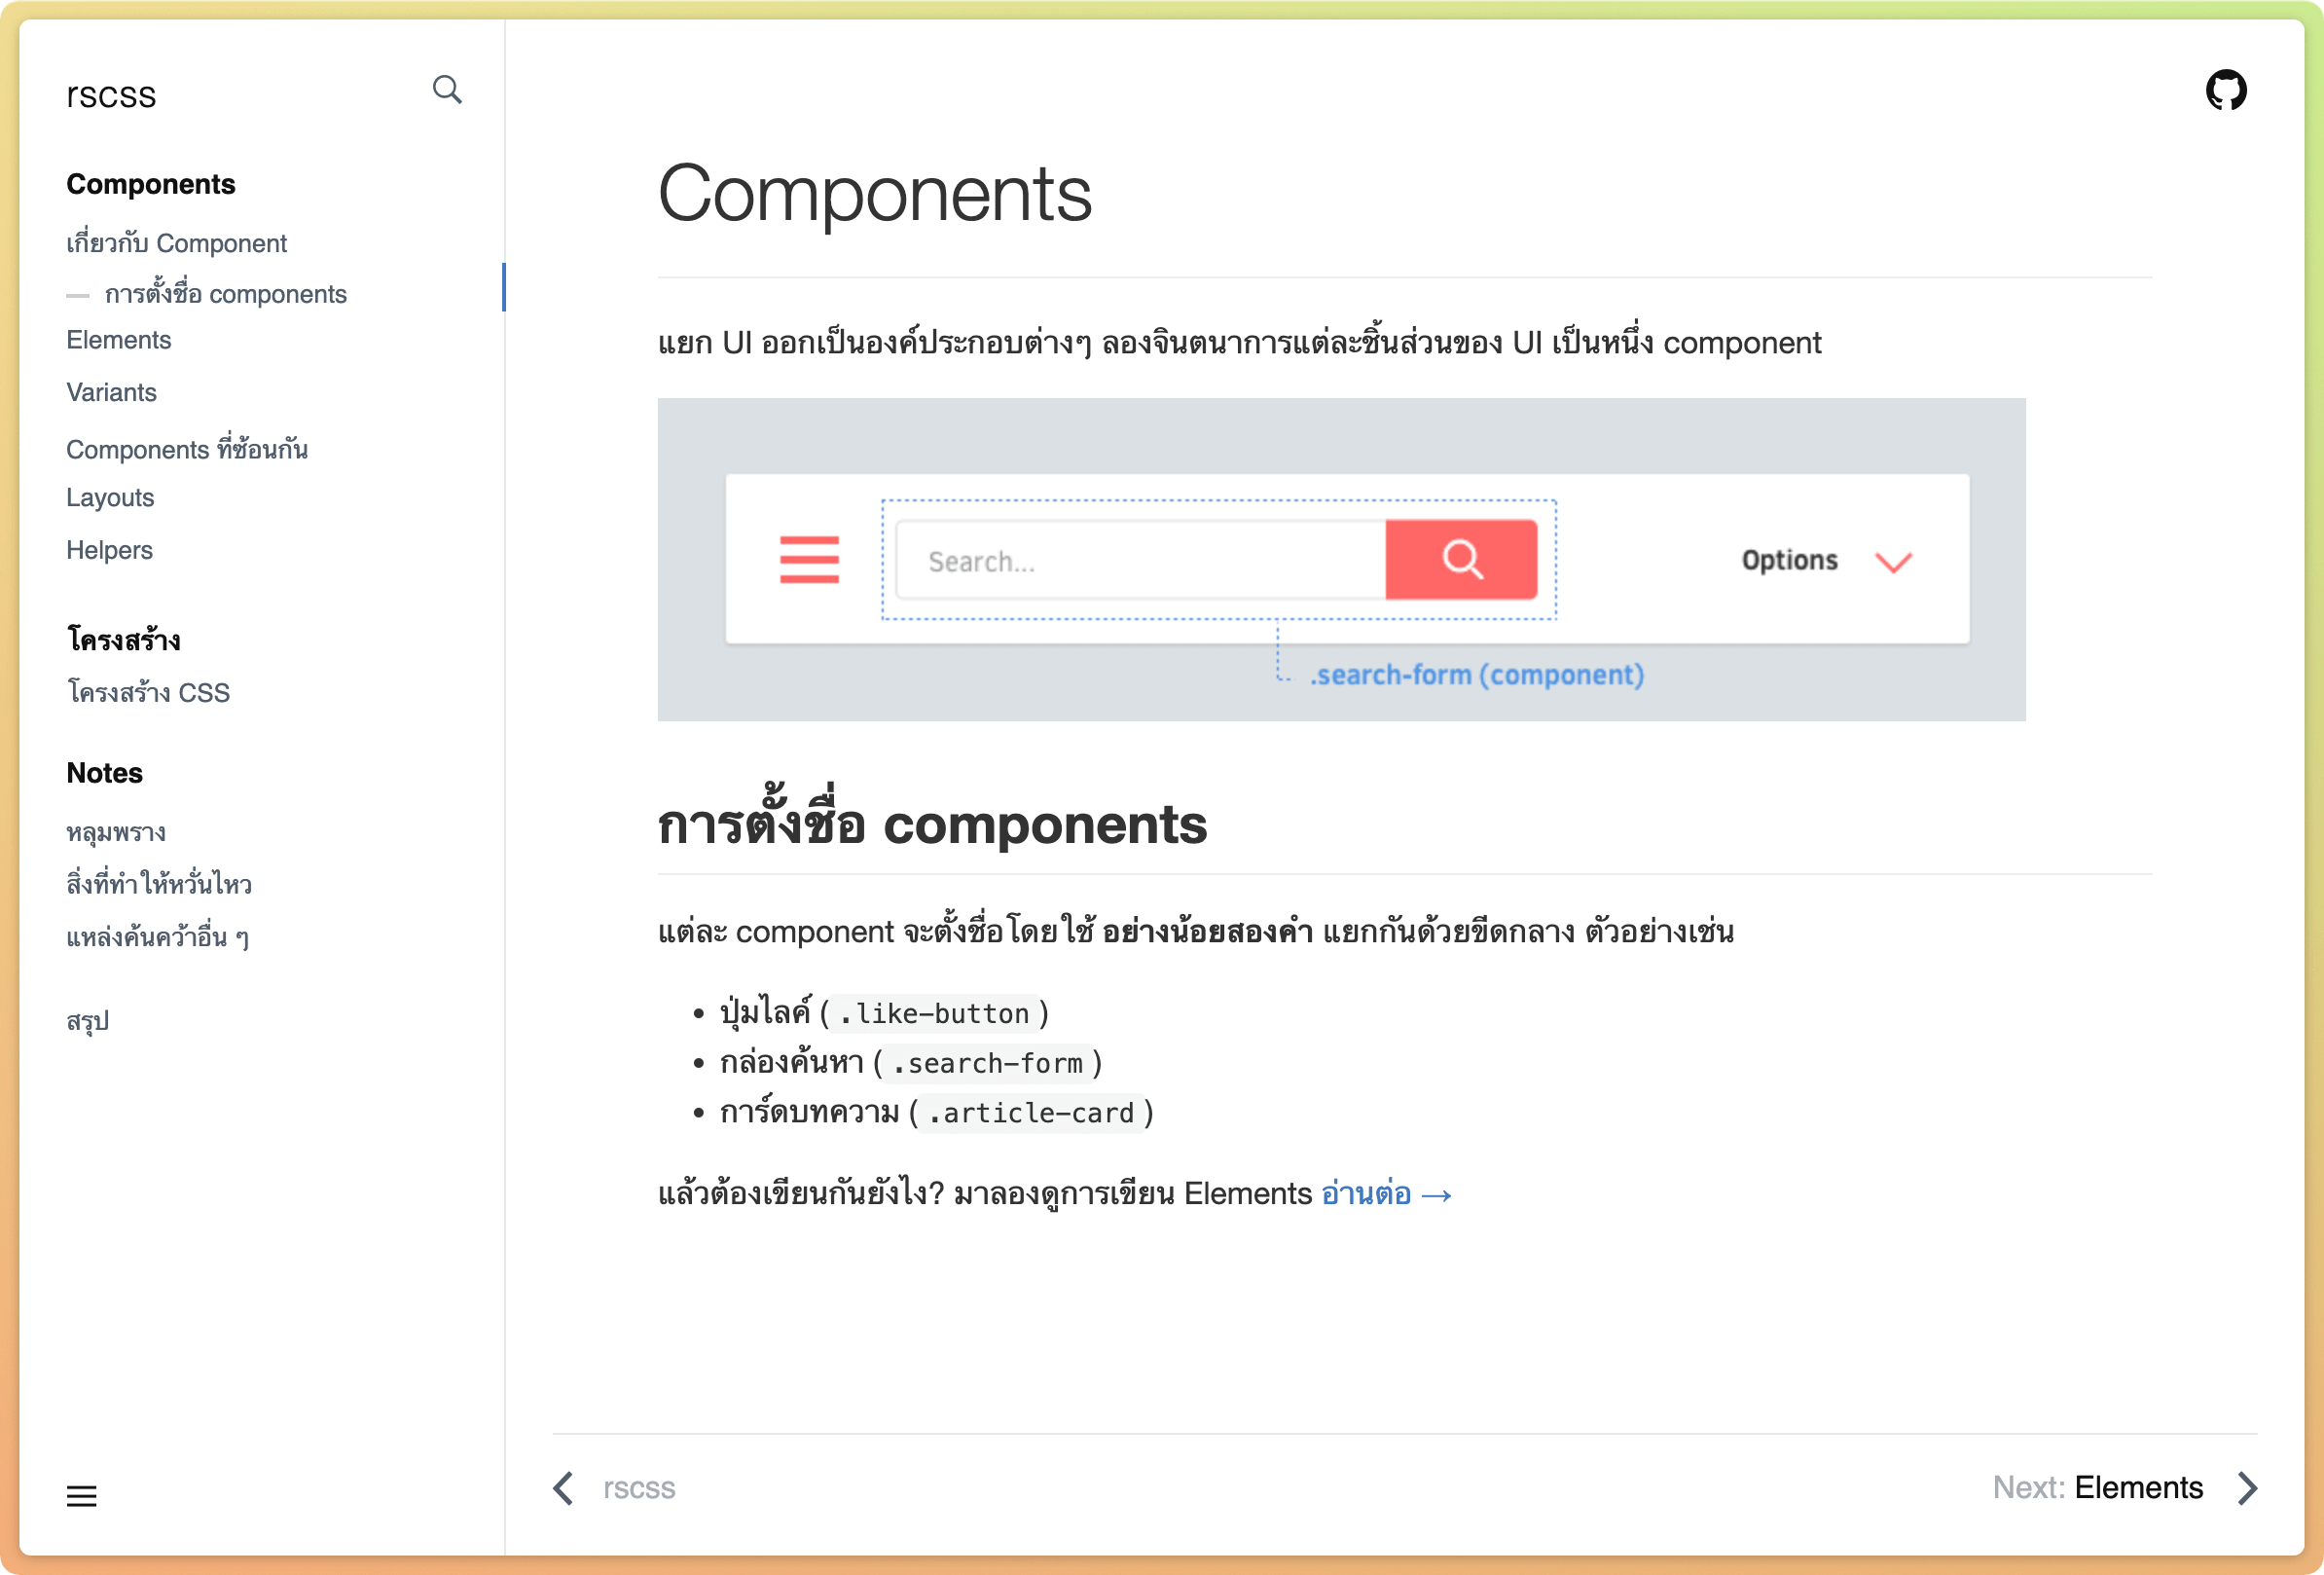 rscss
Components
เกี่ยวกับ Component
การตั้งชื่อ components
Elements
Variants
Components ที่ซ้อนกัน
Layouts
Helpers
โครงสร้าง
โครงสร้าง CSS
Notes
หลุมพราง
สิ่งที่ทำให้หวั่นไหว
แหล่งค้นคว้าอื่น ๆ
สรุป
Components
แยก UI ออกเป็นองค์ประกอบต่างๆ ลองจินตนาการแต่ละชิ้นส่วนของ UI เป็นหนึ่ง component
Search...
Options
.search-form (component)
การตั้งชื่อ components
แต่ละ component จะตั้งชื่อโดยใช้ อย่างน้อยสองคำ แยกกันด้วยขีดกลาง ตัวอย่างเช่น
• ปุ่มไลค์ (.like-button)
• กล่องค้นหา (.search-form)
• การ์ดบทความ (.article-card)
แล้วต้องเขียนกันยังไง? มาลองดูการเขียน Elements อ่านต่อ →
rscss
Next: Elements